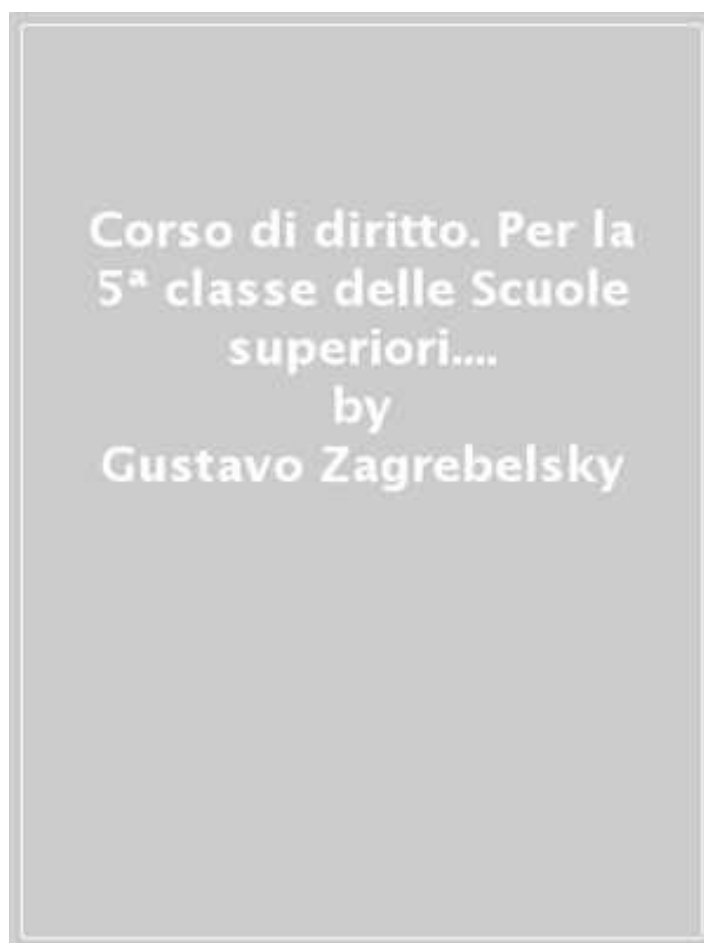 Corso di diritto. Per la
5ª classe delle Scuole
superiori....
by
Gustavo Zagrebelsky